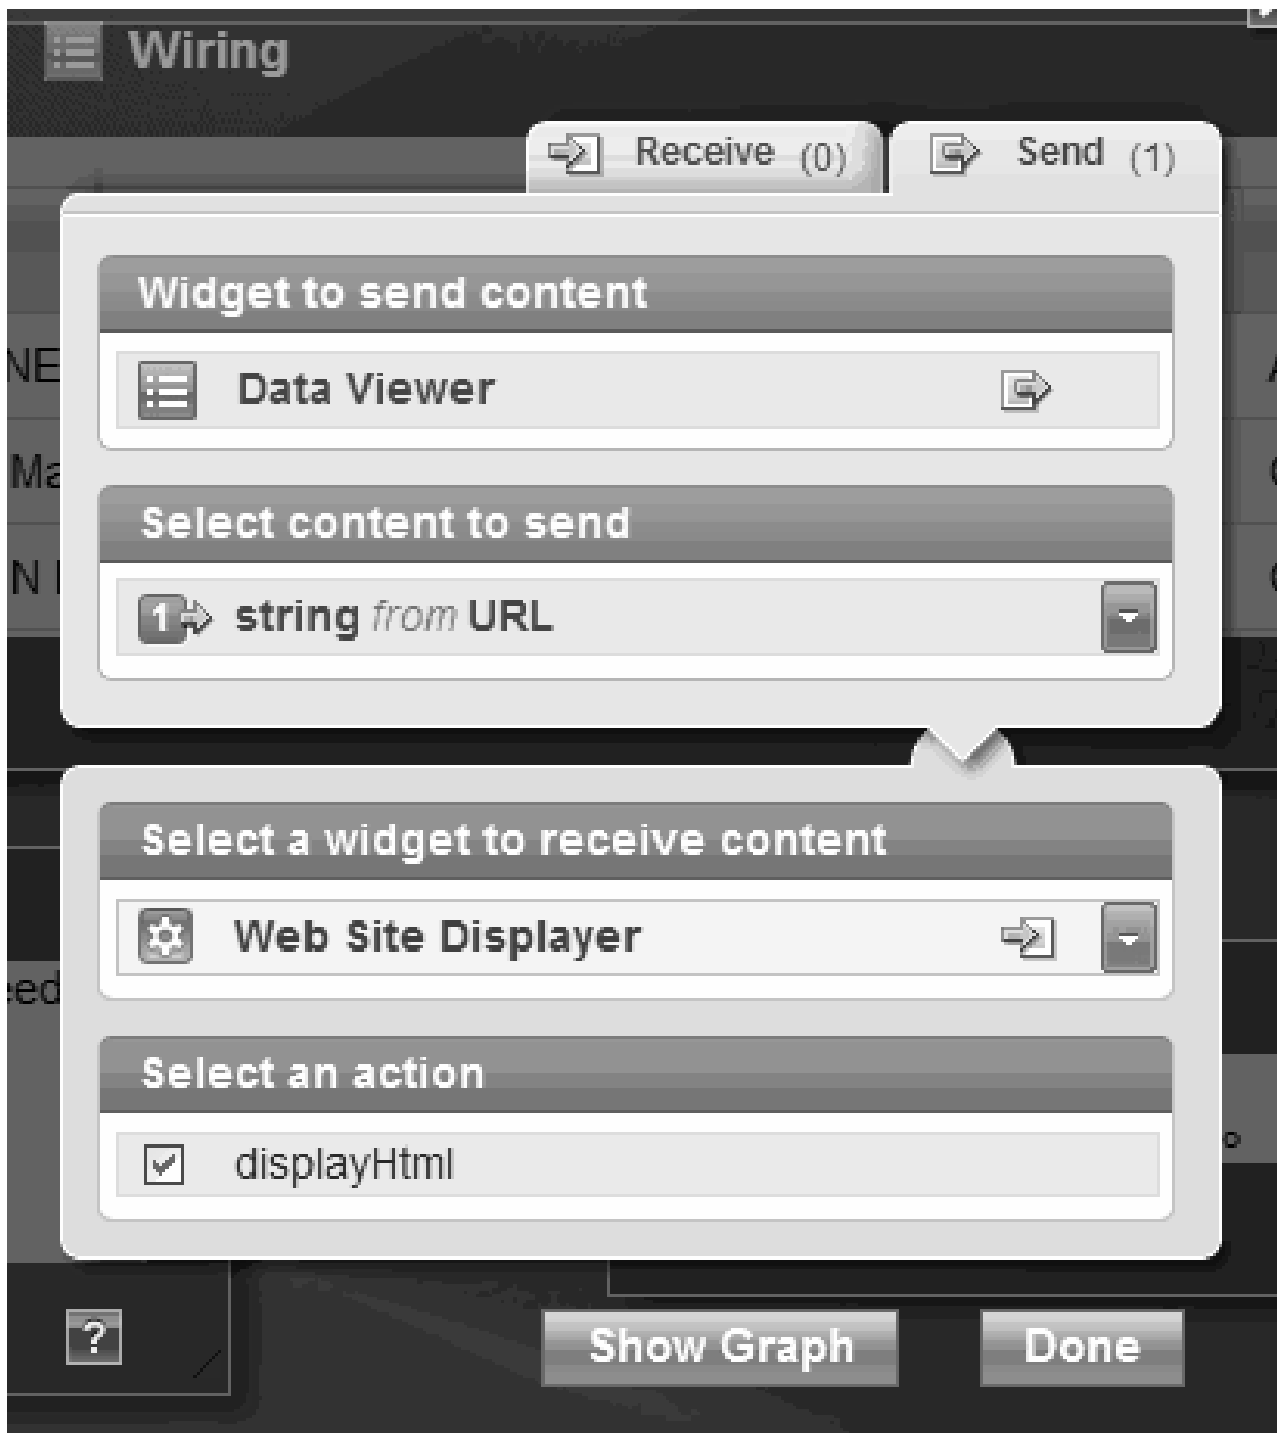 Wiring
Receive (0)
Send (1)
Widget to send content
Data Viewer
Select content to send
1 string from URL
Select a widget to receive content
Web Site Displayer
Select an action
displayHtml
?
Show Graph
Done